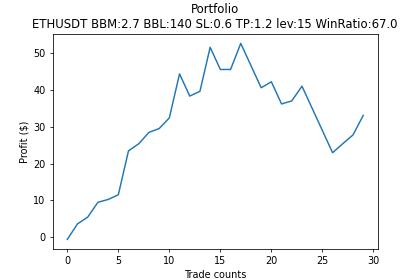 Portfolio
ETHUSDT BBM:2.7 BBL:140 SL:0.6 TP:1.2 lev:15 WinRatio:67.0
50
40
30
20
10
0
Profit ($)
0 5 10 15 20 25 30
Trade counts